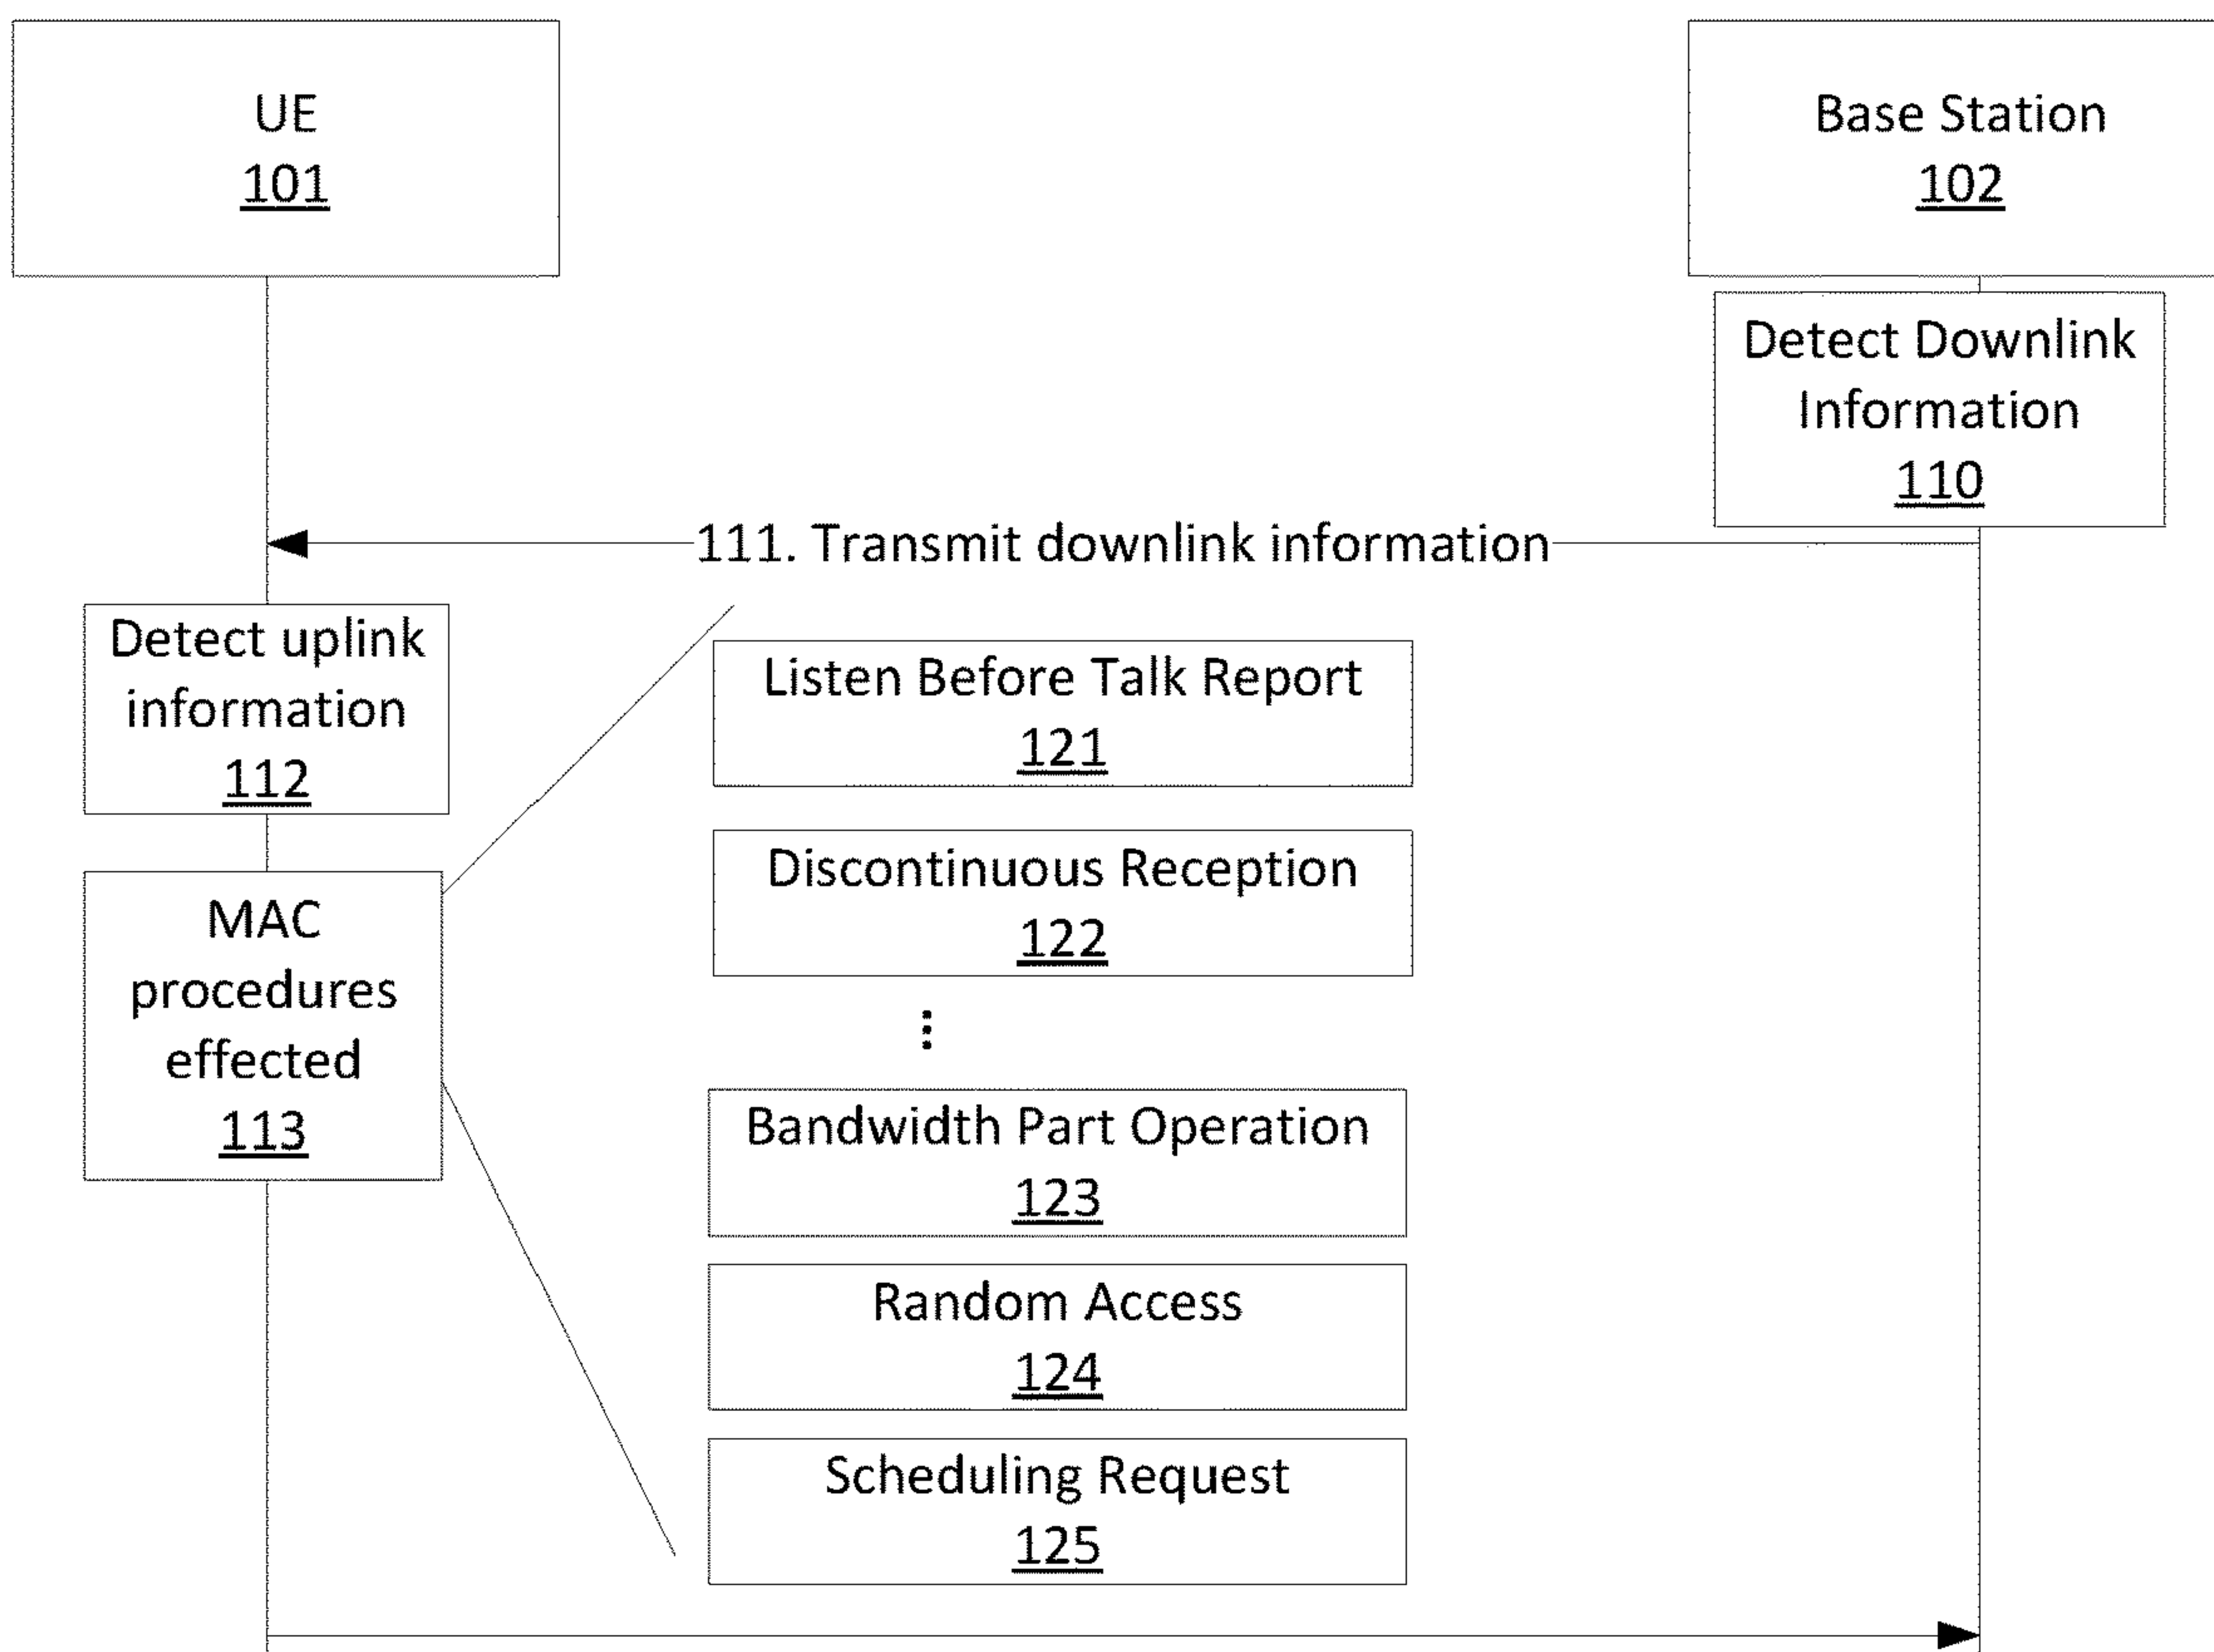 UE
101
Base Station
102
Detect Downlink
Information
110
111. Transmit downlink information
Detect uplink
information
112
MAC
procedures
effected
113
Listen Before Talk Report
121
Discontinuous Reception
122
⋮
Bandwidth Part Operation
123
Random Access
124
Scheduling Request
125